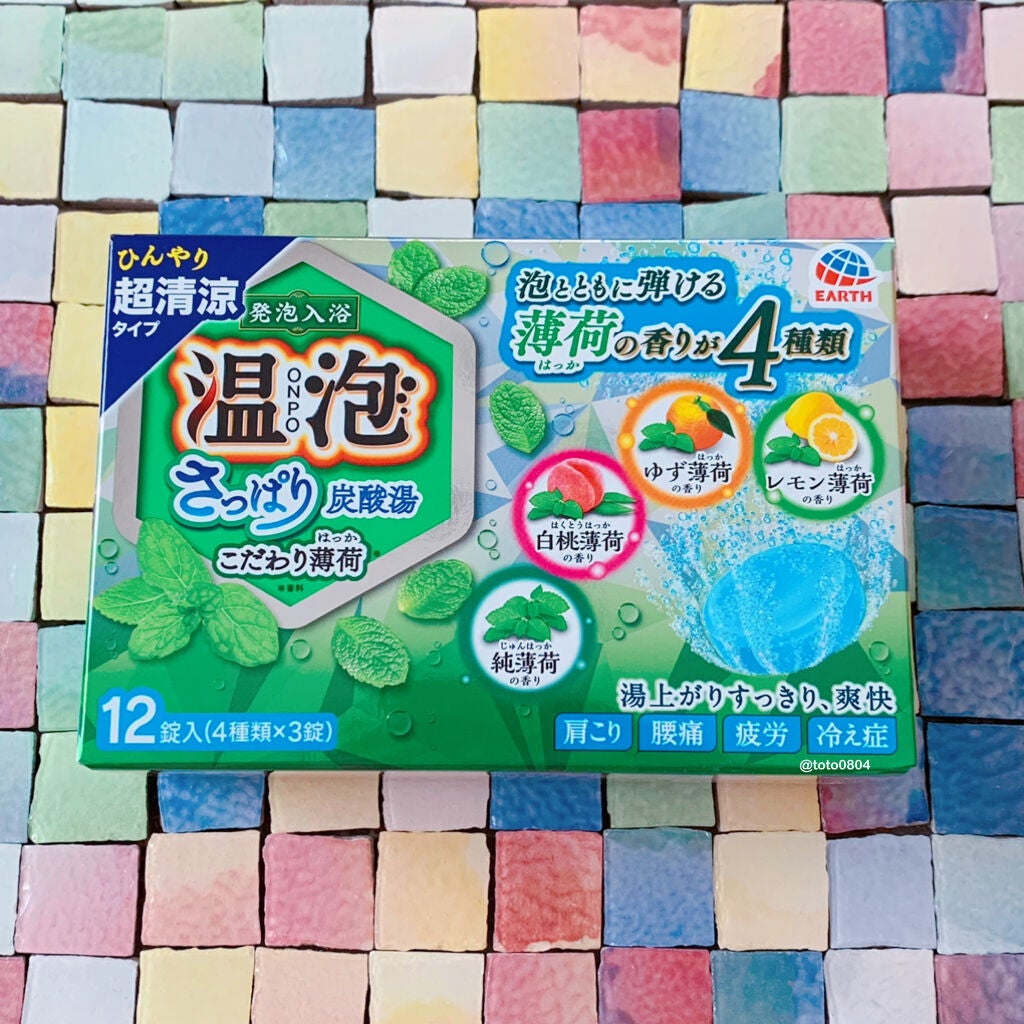 ひんやり
超清涼
タイプ
発泡入浴
温泡
ONPO
さっぱり 炭酸湯
はっか
こだわり薄荷※
※香料
12錠入(4種類×3錠)
EARTH
泡とともに弾ける
薄荷の香りが4種類
はっか
はっか
ゆず薄荷
の香り
はっか
レモン薄荷
の香り
はくとうはっか
白桃薄荷
の香り
じゅんはっか
純薄荷
の香り
湯上がりすっきり、爽快
肩こり 腰痛 疲労 冷え症
@toto0804